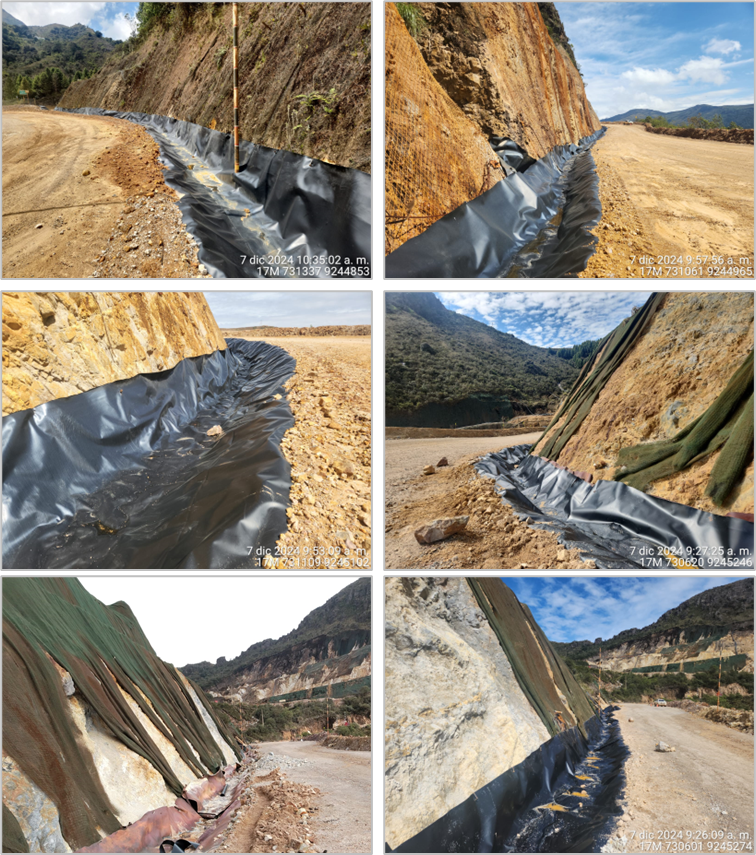 7 dic 2024 10:35:02 a. m.
17M 731337 9244853
7 dic 2024 9:57:56 a. m.
17M 731061 9244965
7 dic 2024 9:53:09 a. m.
17M 731109 9245102
7 dic 2024 9:27:25 a. m.
17M 730620 9245246
7 dic 2024 9:26:09 a. m.
17M 730601 9245274